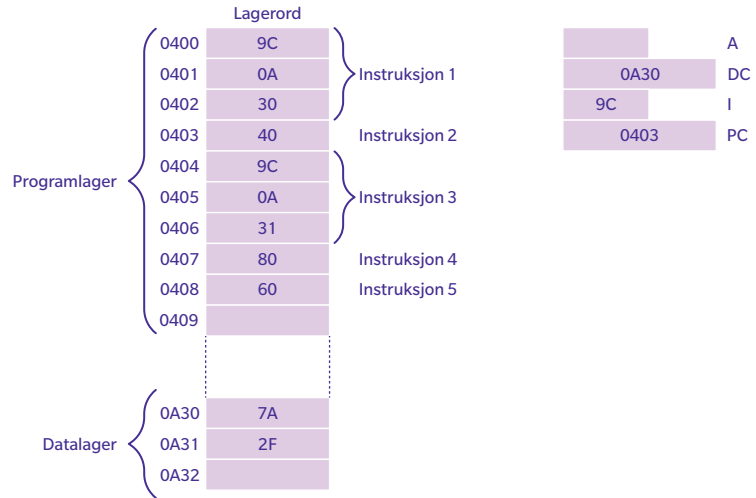 Lagerord
0400 9C A
0401 0A Instruksjon 1 0A30 DC
0402 30 9C I
0403 40 Instruksjon 2 0403 PC
0404 9C
Programlager
0405 0A Instruksjon 3
0406 31
0407 80 Instruksjon 4
0408 60 Instruksjon 5
0409
0A30 7A
Datalager 0A31 2F
0A32